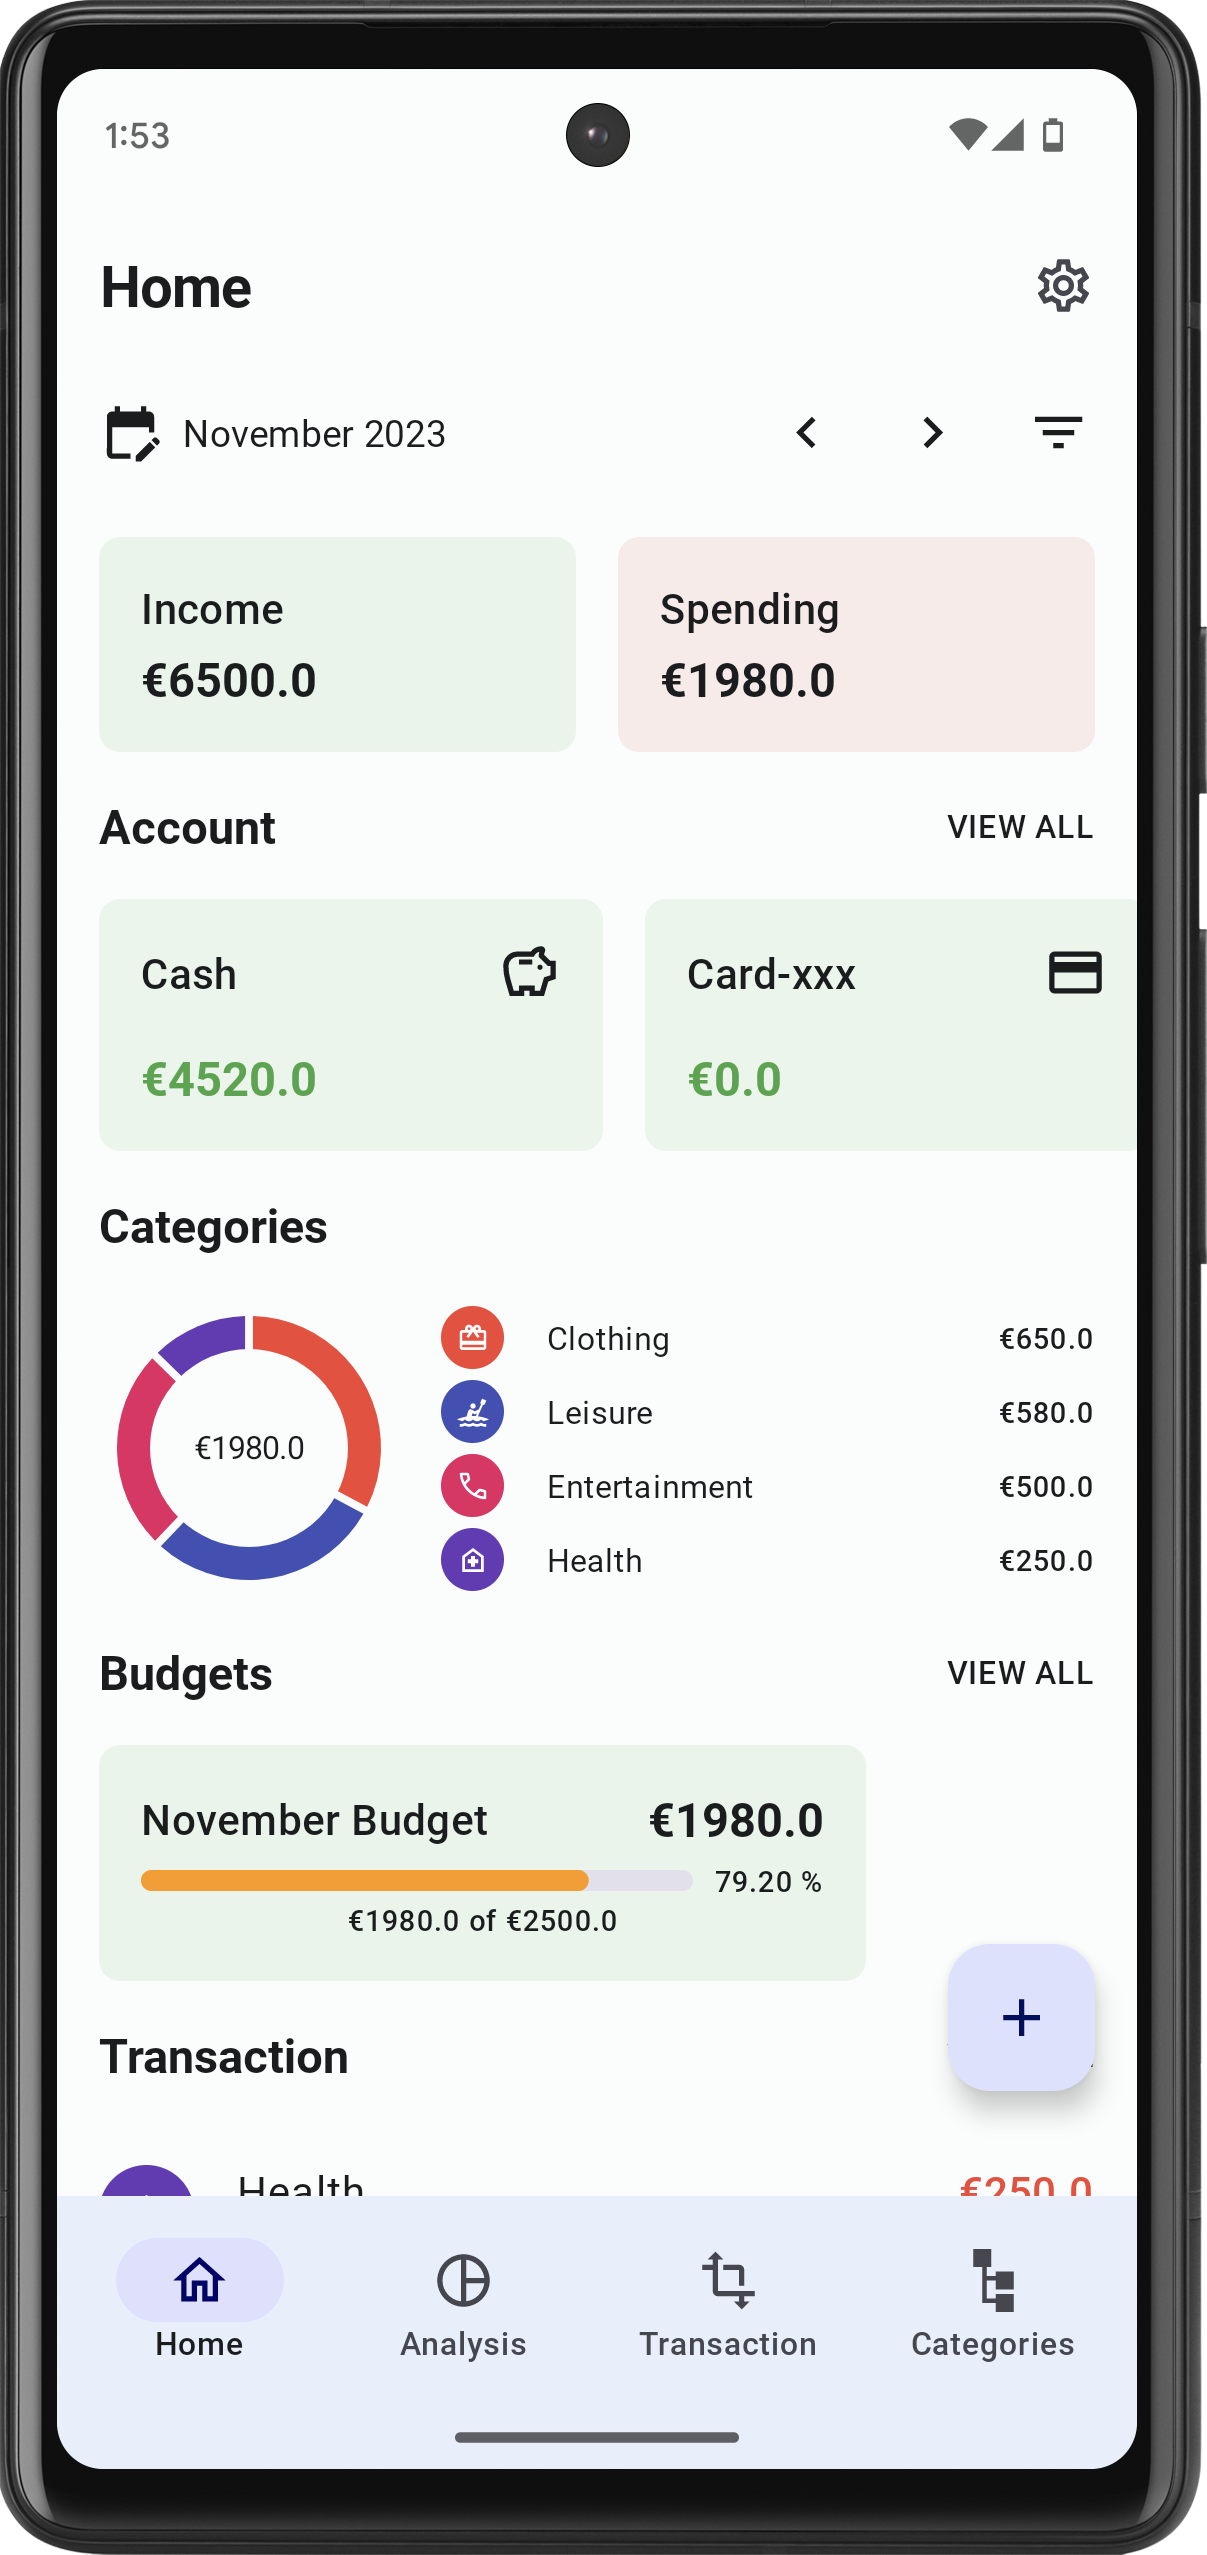 1:53
Home
November 2023
Income
€6500.0
Spending
€1980.0
Account
VIEW ALL
Cash
€4520.0
Card-xxx
€0.0
Categories
€1980.0
Clothing €650.0
Leisure €580.0
Entertainment €500.0
Health €250.0
Budgets
VIEW ALL
November Budget €1980.0
79.20 %
€1980.0 of €2500.0
Transaction
Health €250.0
Home
Analysis
Transaction
Categories